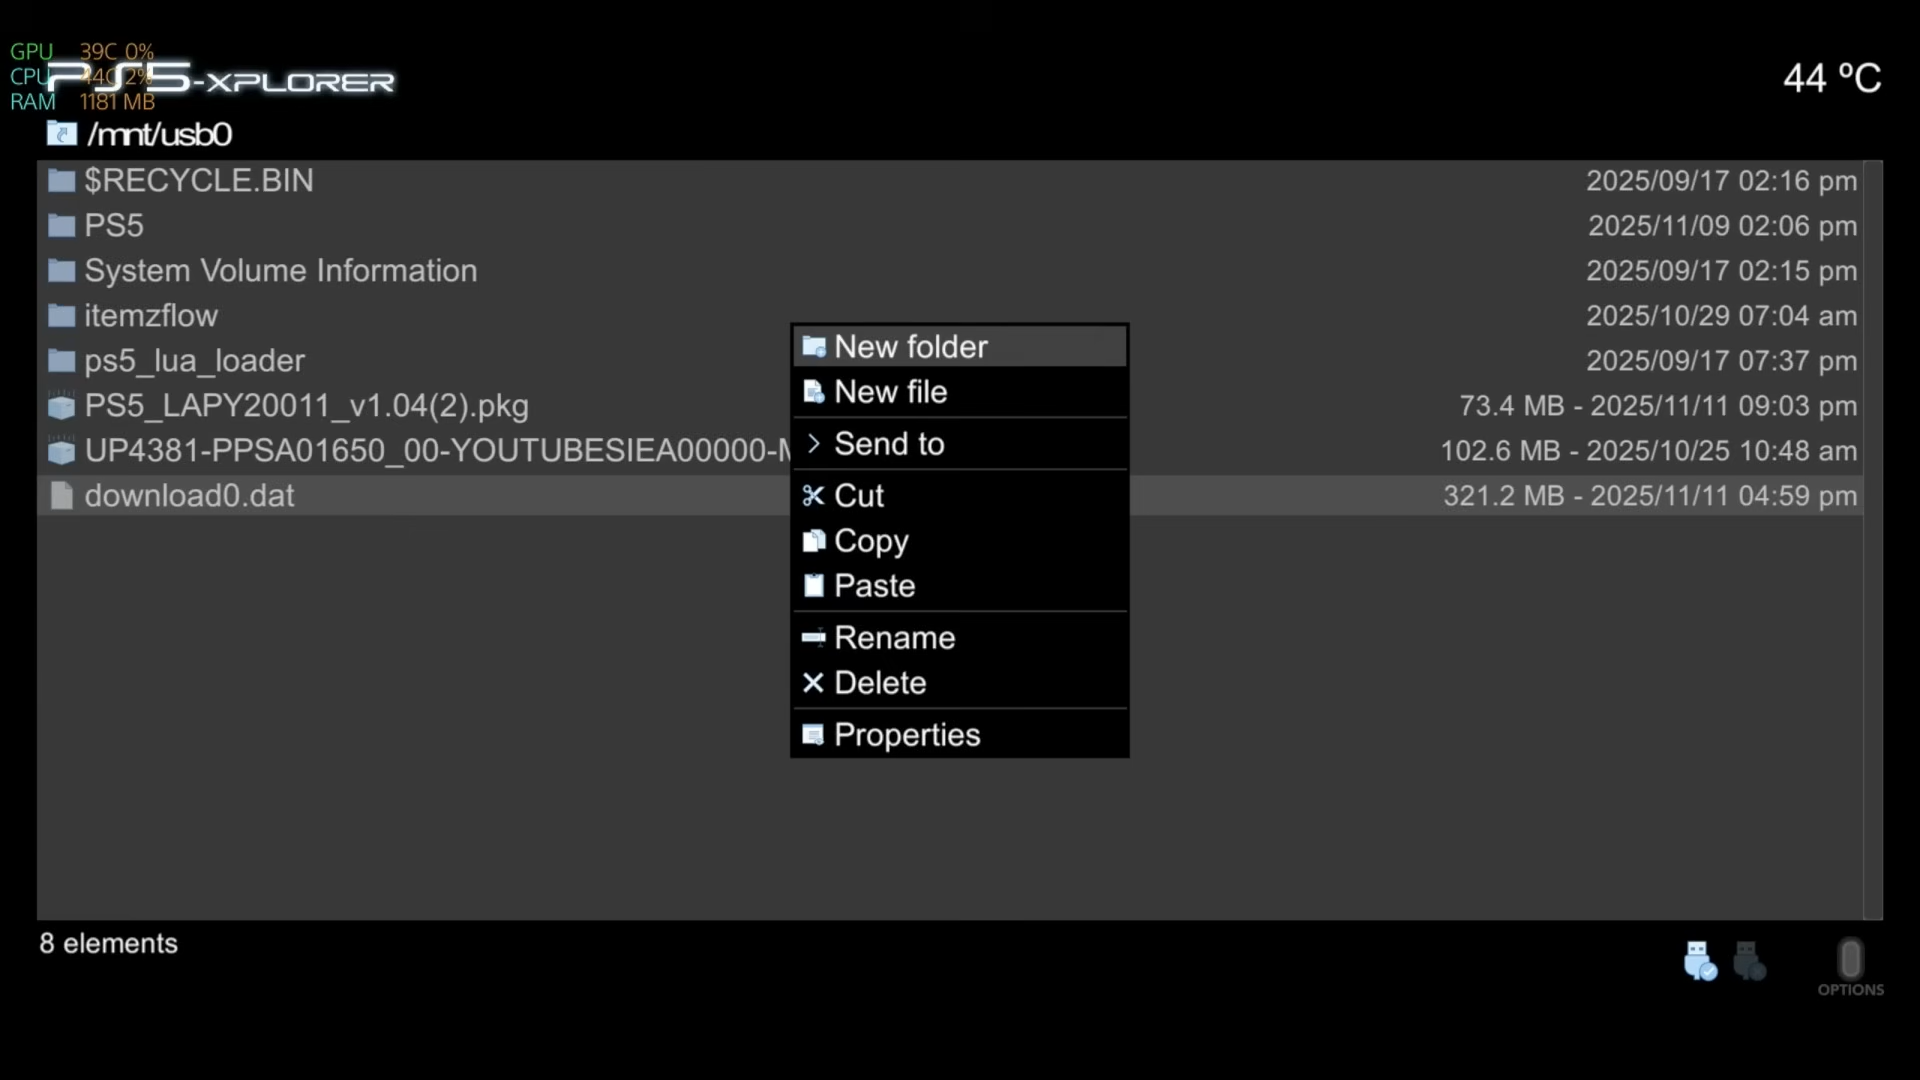 GPU 39C 0%
CPU 44C 2%
RAM 1181 MB
PS5-XPLORER
44 ºC
/mnt/usb0
$RECYCLE.BIN 2025/09/17 02:16 pm
PS5 2025/11/09 02:06 pm
System Volume Information 2025/09/17 02:15 pm
itemzflow 2025/10/29 07:04 am
ps5_lua_loader 2025/09/17 07:37 pm
PS5_LAPY20011_v1.04(2).pkg 73.4 MB - 2025/11/11 09:03 pm
UP4381-PPSA01650_00-YOUTUBESIEA00000- 102.6 MB - 2025/10/25 10:48 am
download0.dat 321.2 MB - 2025/11/11 04:59 pm
New folder
New file
Send to
Cut
Copy
Paste
Rename
Delete
Properties
8 elements
OPTIONS